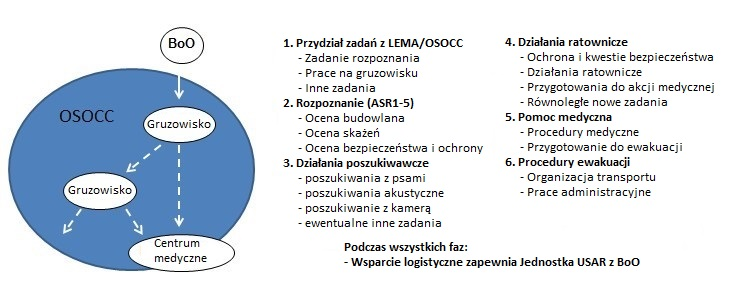 BoO
OSOCC
Gruzowisko
Gruzowisko
Centrum
medyczne
1. Przydział zadań z LEMA/OSOCC
- Zadanie rozpoznania
- Prace na gruzowisku
- Inne zadania
2. Rozpoznanie (ASR1-5)
- Ocena budowlana
- Ocena skażeń
- Ocena bezpieczeństwa i ochrony
3. Działania poszukiwawcze
- poszukiwania z psami
- poszukiwania akustyczne
- poszukiwanie z kamerą
- ewentualne inne zadania
4. Działania ratownicze
- Ochrona i kwestie bezpieczeństwa
- Działania ratownicze
- Przygotowania do akcji medycznej
- Równoległe nowe zadania
5. Pomoc medyczna
- Procedury medyczne
- Przygotowanie do ewakuacji
6. Procedury ewakuacji
- Organizacja transportu
- Prace administracyjne
Podczas wszystkich faz:
- Wsparcie logistyczne zapewnia Jednostka USAR z BoO